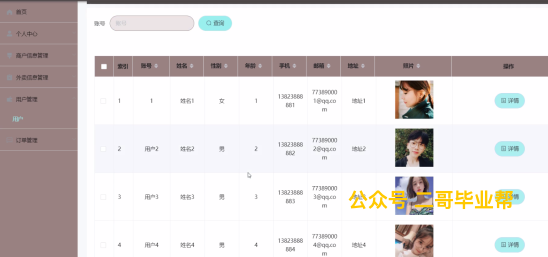 首页
个人中心
商户信息管理
外卖信息管理
用户管理
用户
订单管理
账号 账号 查询
索引 账号 姓名 性别 年龄 手机 邮箱 地址 照片 操作
1 1 姓名1 女 1 13823888881 773890001@qq.com 地址1 详情
2 用户2 姓名2 男 2 13823888882 773890002@qq.com 地址2 详情
3 用户3 姓名3 男 3 13823888883 773890003@qq.com 地址3 详情
4 用户4 姓名4 男 4 13823888884 773890004@qq.com 地址4 详情
公众号:二哥毕业帮